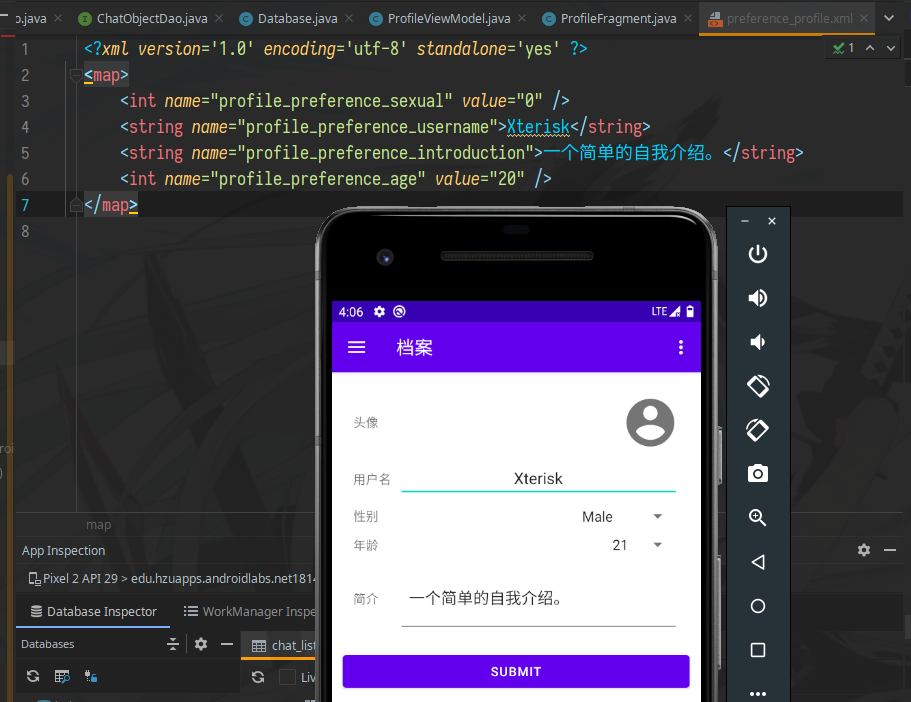 o.java ChatObjectDao.java Database.java ProfileViewModel.java ProfileFragment.java preference_profile.xml
1 <?xml version='1.0' encoding='utf-8' standalone='yes' ?>
1
2 <map>
3 <int name="profile_preference_sexual" value="0" />
4 <string name="profile_preference_username">Xterisk</string>
5 <string name="profile_preference_introduction">一个简单的自我介绍。</string>
6 <int name="profile_preference_age" value="20" />
7 </map>
8
4:06 LTE
档案
头像
用户名 Xterisk
性别 Male
年龄 21
简介 一个简单的自我介绍。
SUBMIT
map
App Inspection
Pixel 2 API 29 > edu.hzuapps.androidlabs.net1814
Database Inspector WorkManager Inspe
Databases chat_list
Liv